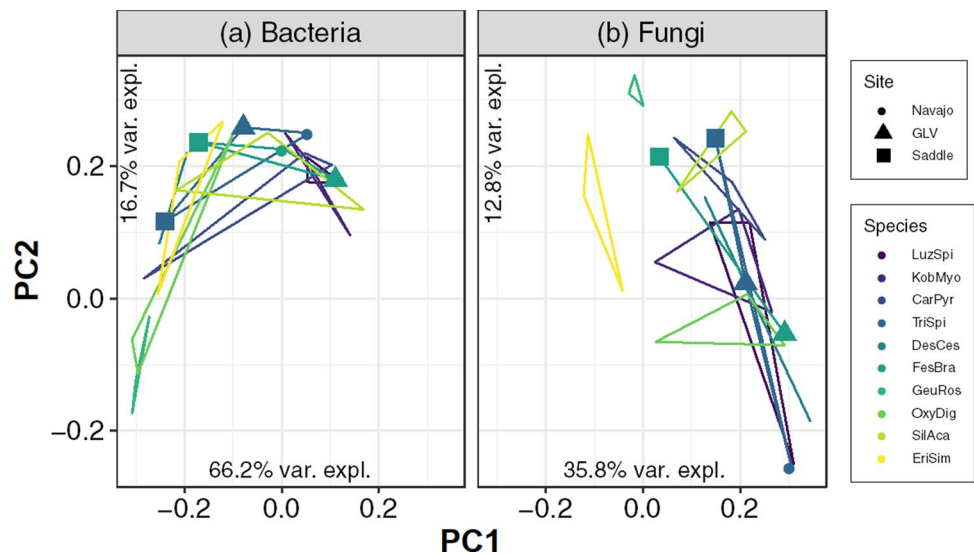 (a) Bacteria
(b) Fungi
16.7% var. expl.
12.8% var. expl.
PC2
0.2
0.0
−0.2
66.2% var. expl.
35.8% var. expl.
−0.2
0.0
0.2
−0.2
0.0
0.2
PC1
Site
Navajo
GLV
Saddle
Species
LuzSpi
KobMyo
CarPyr
TriSpi
DesCes
FesBra
GeuRos
OxyDig
SilAca
EriSim